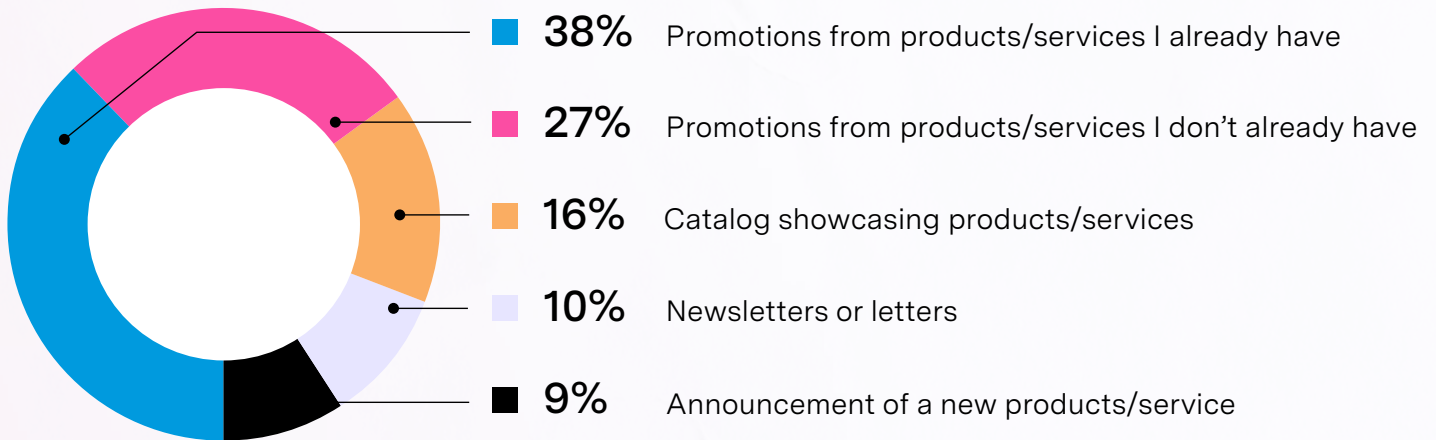 38% Promotions from products/services I already have
27% Promotions from products/services I don’t already have
16% Catalog showcasing products/services
10% Newsletters or letters
9% Announcement of a new products/service